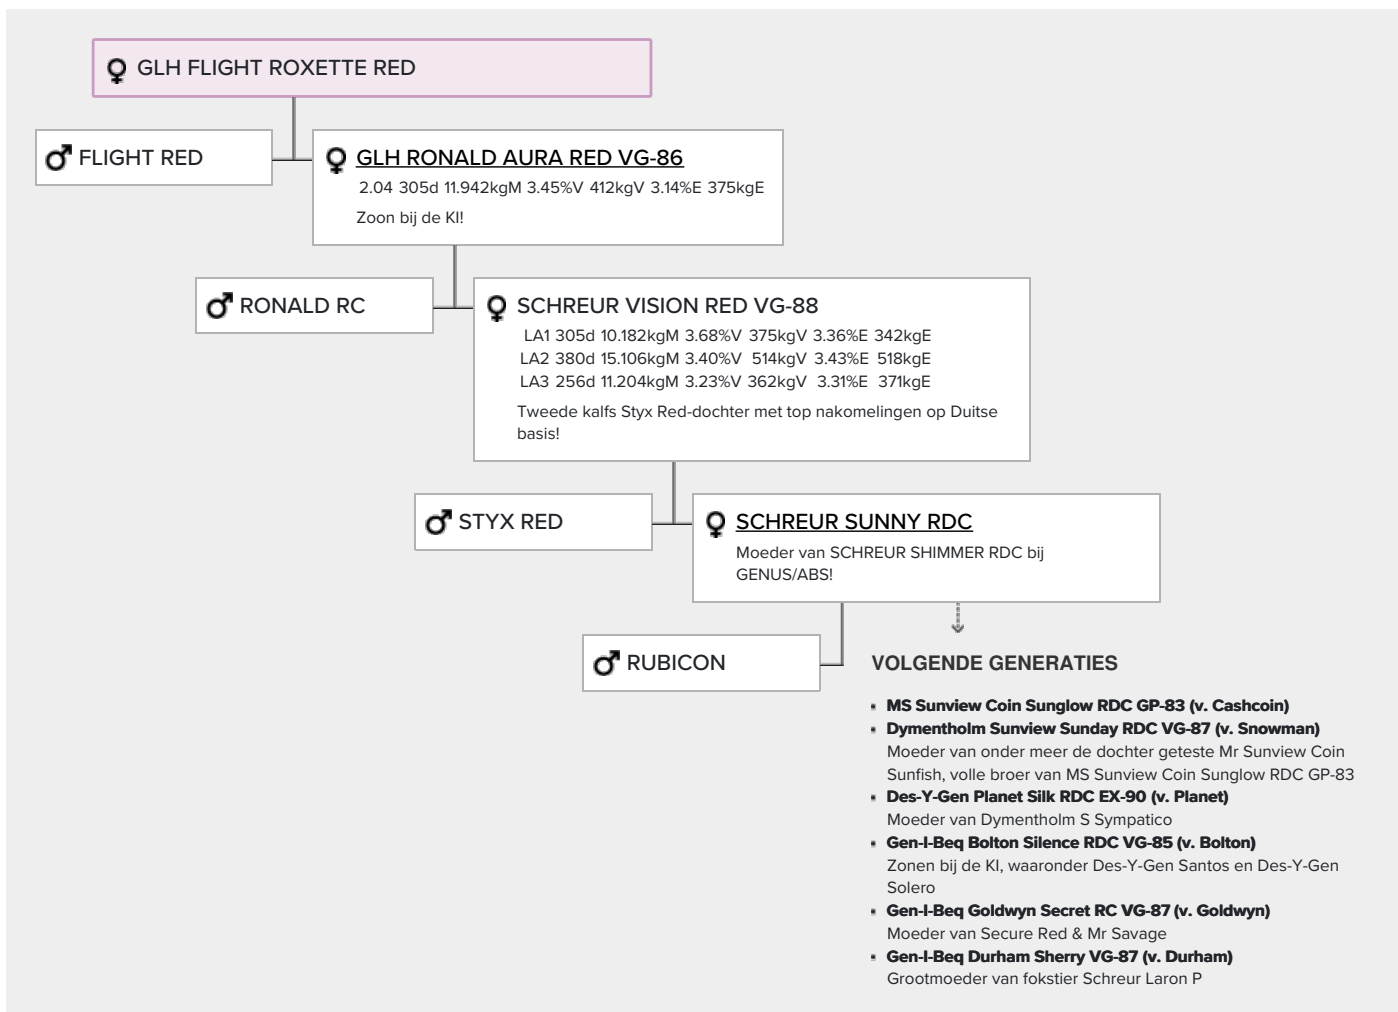 GLH FLIGHT ROXETTE RED
FLIGHT RED
GLH RONALD AURA RED VG-86
2.04 305d 11.942kgM 3.45%V 412kgV 3.14%E 375kgE
Zoon bij de KI!
RONALD RC
SCHREUR VISION RED VG-88
LA1 305d 10.182kgM 3.68%V 375kgV 3.36%E 342kgE
LA2 380d 15.106kgM 3.40%V 514kgV 3.43%E 518kgE
LA3 256d 11.204kgM 3.23%V 362kgV 3.31%E 371kgE
Tweede kalfs Styx Red-dochter met top nakomelingen op Duitse
basis!
STYX RED
SCHREUR SUNNY RDC
Moeder van SCHREUR SHIMMER RDC bij
GENUS/ABS!
RUBICON
VOLGENDE GENERATIES
MS Sunview Coin Sunglow RDC GP-83 (v. Cashcoin)
Dymentholm Sunview Sunday RDC VG-87 (v. Snowman)
Moeder van onder meer de dochter geteste Mr Sunview Coin
Sunfish, volle broer van MS Sunview Coin Sunglow RDC GP-83
Des-Y-Gen Planet Silk RDC EX-90 (v. Planet)
Moeder van Dymentholm S Sympatico
Gen-I-Beq Bolton Silence RDC VG-85 (v. Bolton)
Zonen bij de KI, waaronder Des-Y-Gen Santos en Des-Y-Gen
Solero
Gen-I-Beq Goldwyn Secret RC VG-87 (v. Goldwyn)
Moeder van Secure Red & Mr Savage
Gen-I-Beq Durham Sherry VG-87 (v. Durham)
Grootmoeder van fokstier Schreur Laron P